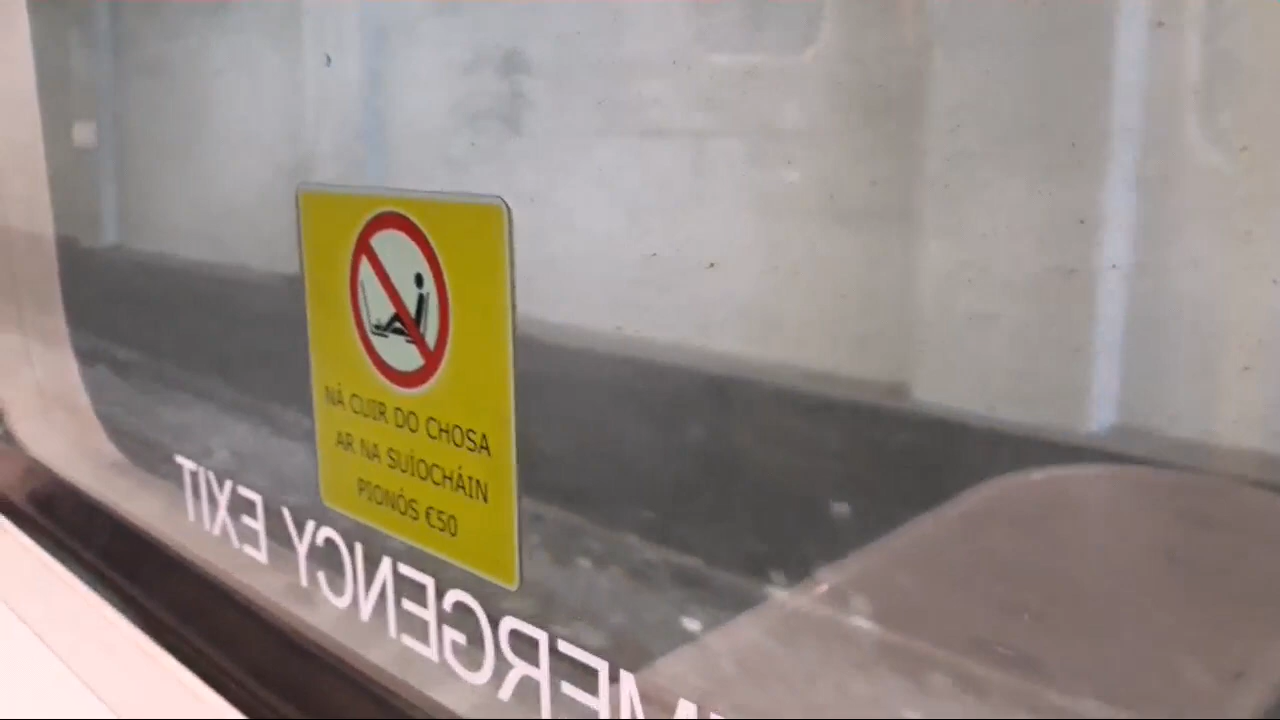 NÁ CUIR DO CHOSA
AR NA SUÍOCHÁIN
PIONÓS €50
EMERGENCY EXIT